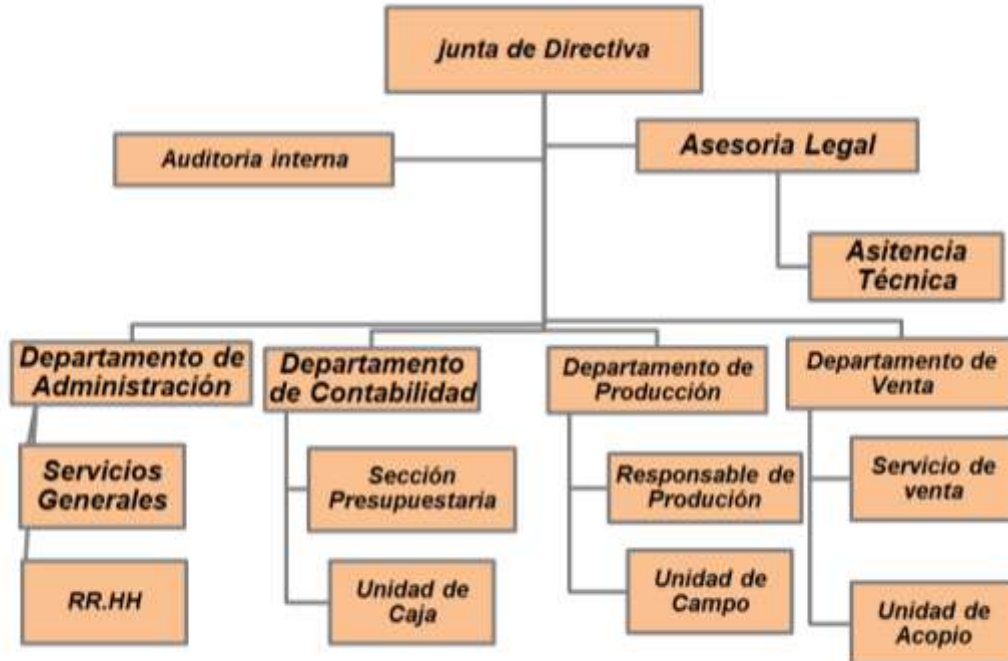 junta de Directiva
Auditoria interna
Asesoria Legal
Asitencia
Técnica
Departamento de
Administración
Departamento
de Contabilidad
Departamento de
Producción
Departamento de
Venta
Servicios
Generales
Sección
Presupuestaria
Responsable de
Produción
Servicio de
venta
RR.HH
Unidad de
Caja
Unidad de
Campo
Unidad de
Acopio